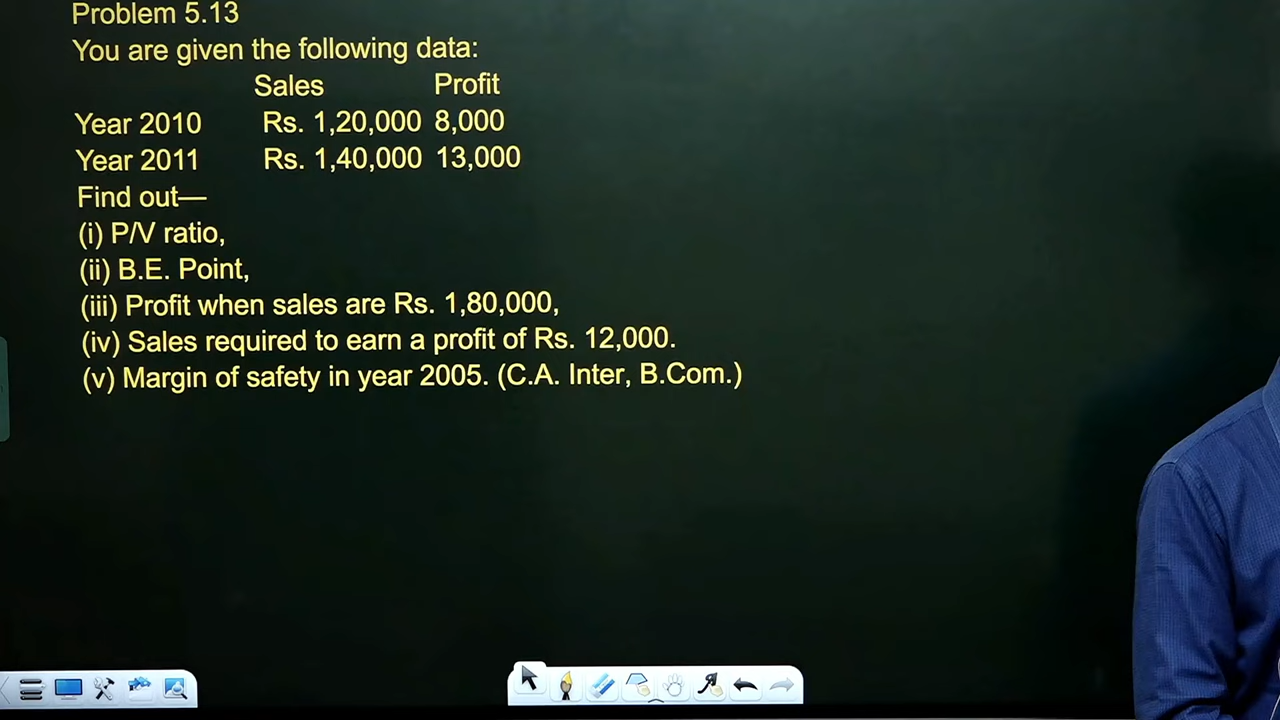 Problem 5.13
You are given the following data:
Sales Profit
Year 2010 Rs. 1,20,000 8,000
Year 2011 Rs. 1,40,000 13,000
Find out—
(i) P/V ratio,
(ii) B.E. Point,
(iii) Profit when sales are Rs. 1,80,000,
(iv) Sales required to earn a profit of Rs. 12,000.
(v) Margin of safety in year 2005. (C.A. Inter, B.Com.)